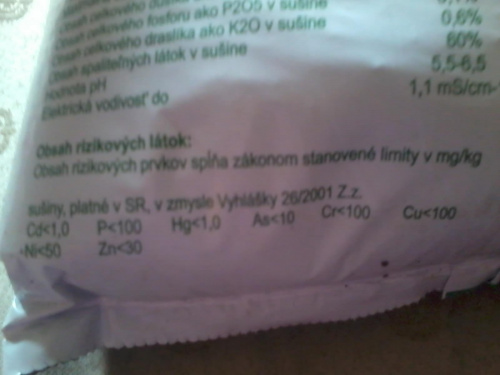 Obsah celkového fosforu ako P2O5 v sušine
Obsah celkového draslíka ako K2O v sušine 0,6%
Obsah spáliteľných látok v sušine 60%
Hodnota pH 5,5-6,5
Elektrická vodivosť do 1,1 mS/cm
Obsah rizikových látok:
Obsah rizikových prvkov spĺňa zákonom stanovené limity v mg/kg
sušiny, platné v SR, v zmysle Vyhlášky 26/2001 Z.z.
Cd<1,0 P<100 Hg<1,0 As<10 Cr<100 Cu<100
Ni<50 Zn<30